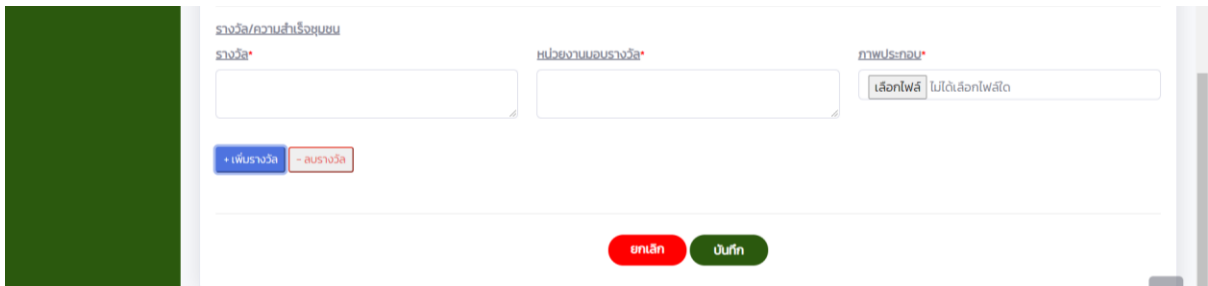 รางวัล/ความสำเร็จชุมชน
รางวัล* หน่วยงานมอบรางวัล* ภาพประกอบ*
เลือกไฟล์ ไม่ได้เลือกไฟล์ใด
+ เพิ่มรางวัล - ลบรางวัล
ยกเลิก บันทึก